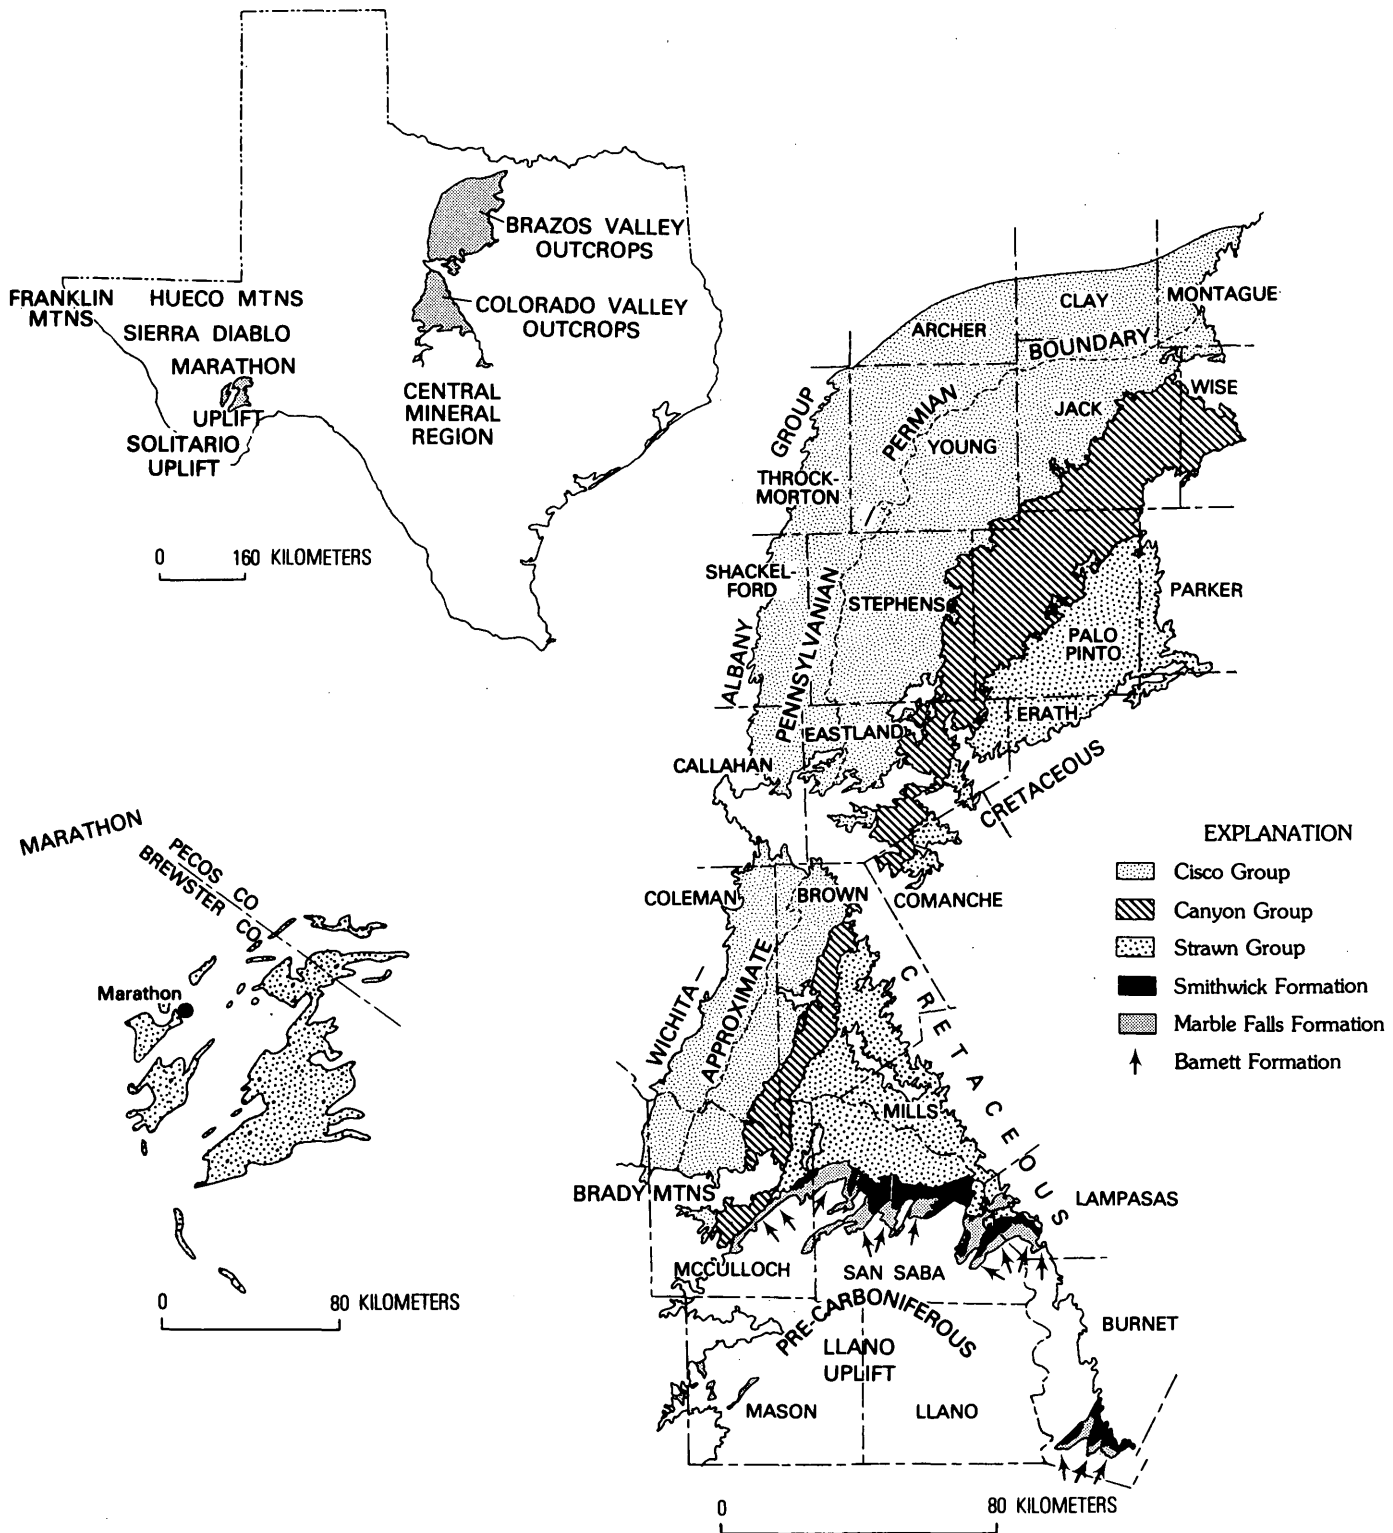 BRAZOS VALLEY
OUTCROPS
FRANKLIN
MTNS
HUECO MTNS
SIERRA DIABLO
COLORADO VALLEY
OUTCROPS
MARATHON
UPLIFT
SOLITARIO
UPLIFT
CENTRAL
MINERAL
REGION
0 160 KILOMETERS
CLAY
MONTAGUE
ARCHER
BOUNDARY
WISE
GROUP
PERMIAN
JACK
YOUNG
THROCK-
MORTON
SHACKEL-
FORD
PENNSYLVANIAN
STEPHENS
PARKER
ALBANY
PALO
PINTO
EASTLAND
ERATH
CALLAHAN
CRETACEOUS
COLEMAN
BROWN
COMANCHE
WICHITA
APPROXIMATE
CRETACEOUS
MILLS
BRADY MTNS
LAMPASAS
MCCULLOCH
SAN SABA
PRE-CARBONIFEROUS
LLANO
UPLIFT
BURNET
MASON
LLANO
0 80 KILOMETERS
MARATHON
PECOS CO
BREWSTER CO
Marathon
0 80 KILOMETERS
EXPLANATION
Cisco Group
Canyon Group
Strawn Group
Smithwick Formation
Marble Falls Formation
Barnett Formation